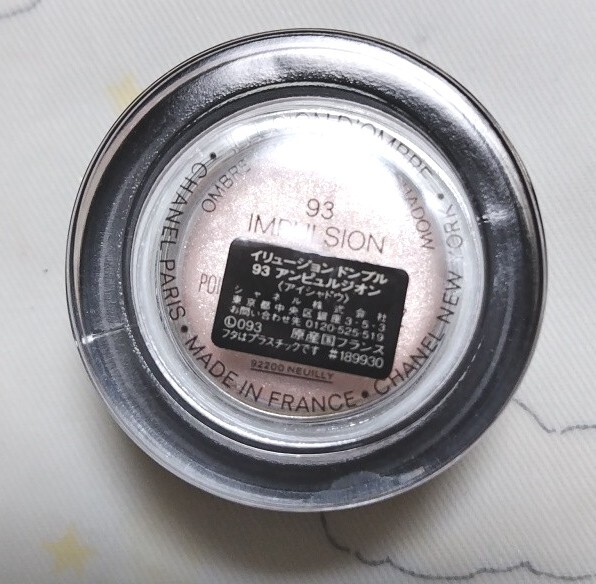 ON D'OMBRE • CHANEL PARIS • MADE IN FRANCE • CHANEL NEW YORK •
OMBRE
93
IMPULSION
イリュージョン ドンブル
93 アンピュルジオン
〈アイシャドウ〉
シャネル株式会社
東京都中央区銀座3-5-3
お問い合わせ先 0120-525-519
Ⓛ093 原産国フランス
フタはプラスチックです #189930
92200 NEUILLY